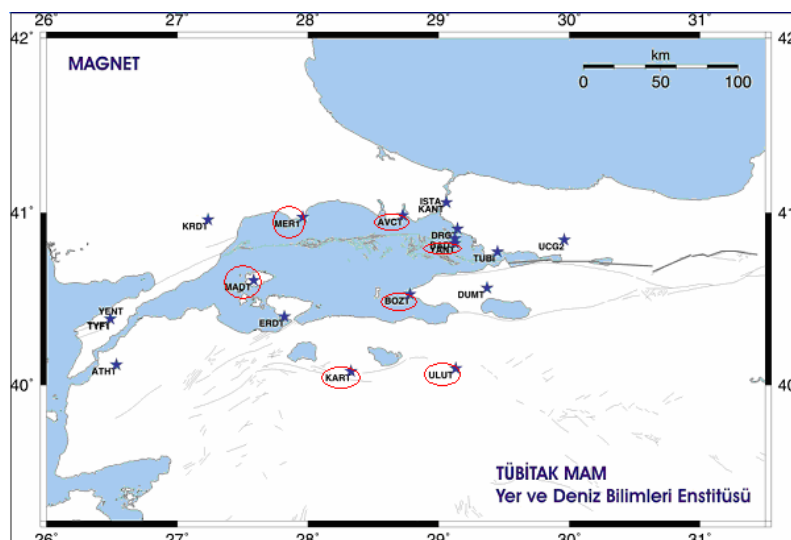 26° 27° 28° 29° 30° 31°
42° 42
MAGNET
km
0 50 100
ISTA
KANT
41° 41
KRDT
MER1
AVCT
DRG
YANT
TUBI
UCG2
MADT
BOZT
DUMT
YENT
TYF1
ERDT
ATHT
40° 40
KART
ULUT
TÜBİTAK MAM
Yer ve Deniz Bilimleri Enstitüsü
26° 27° 28° 29° 30° 31°